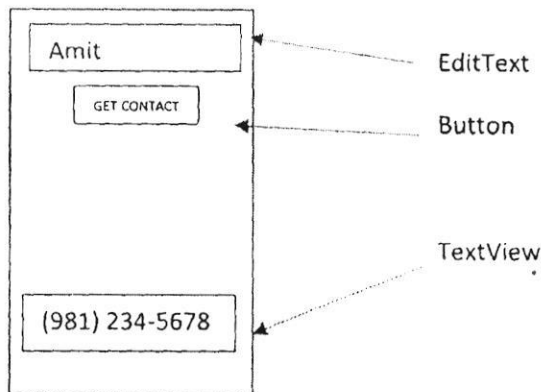 Amit
EditText
GET CONTACT
Button
TextView
(981) 234-5678